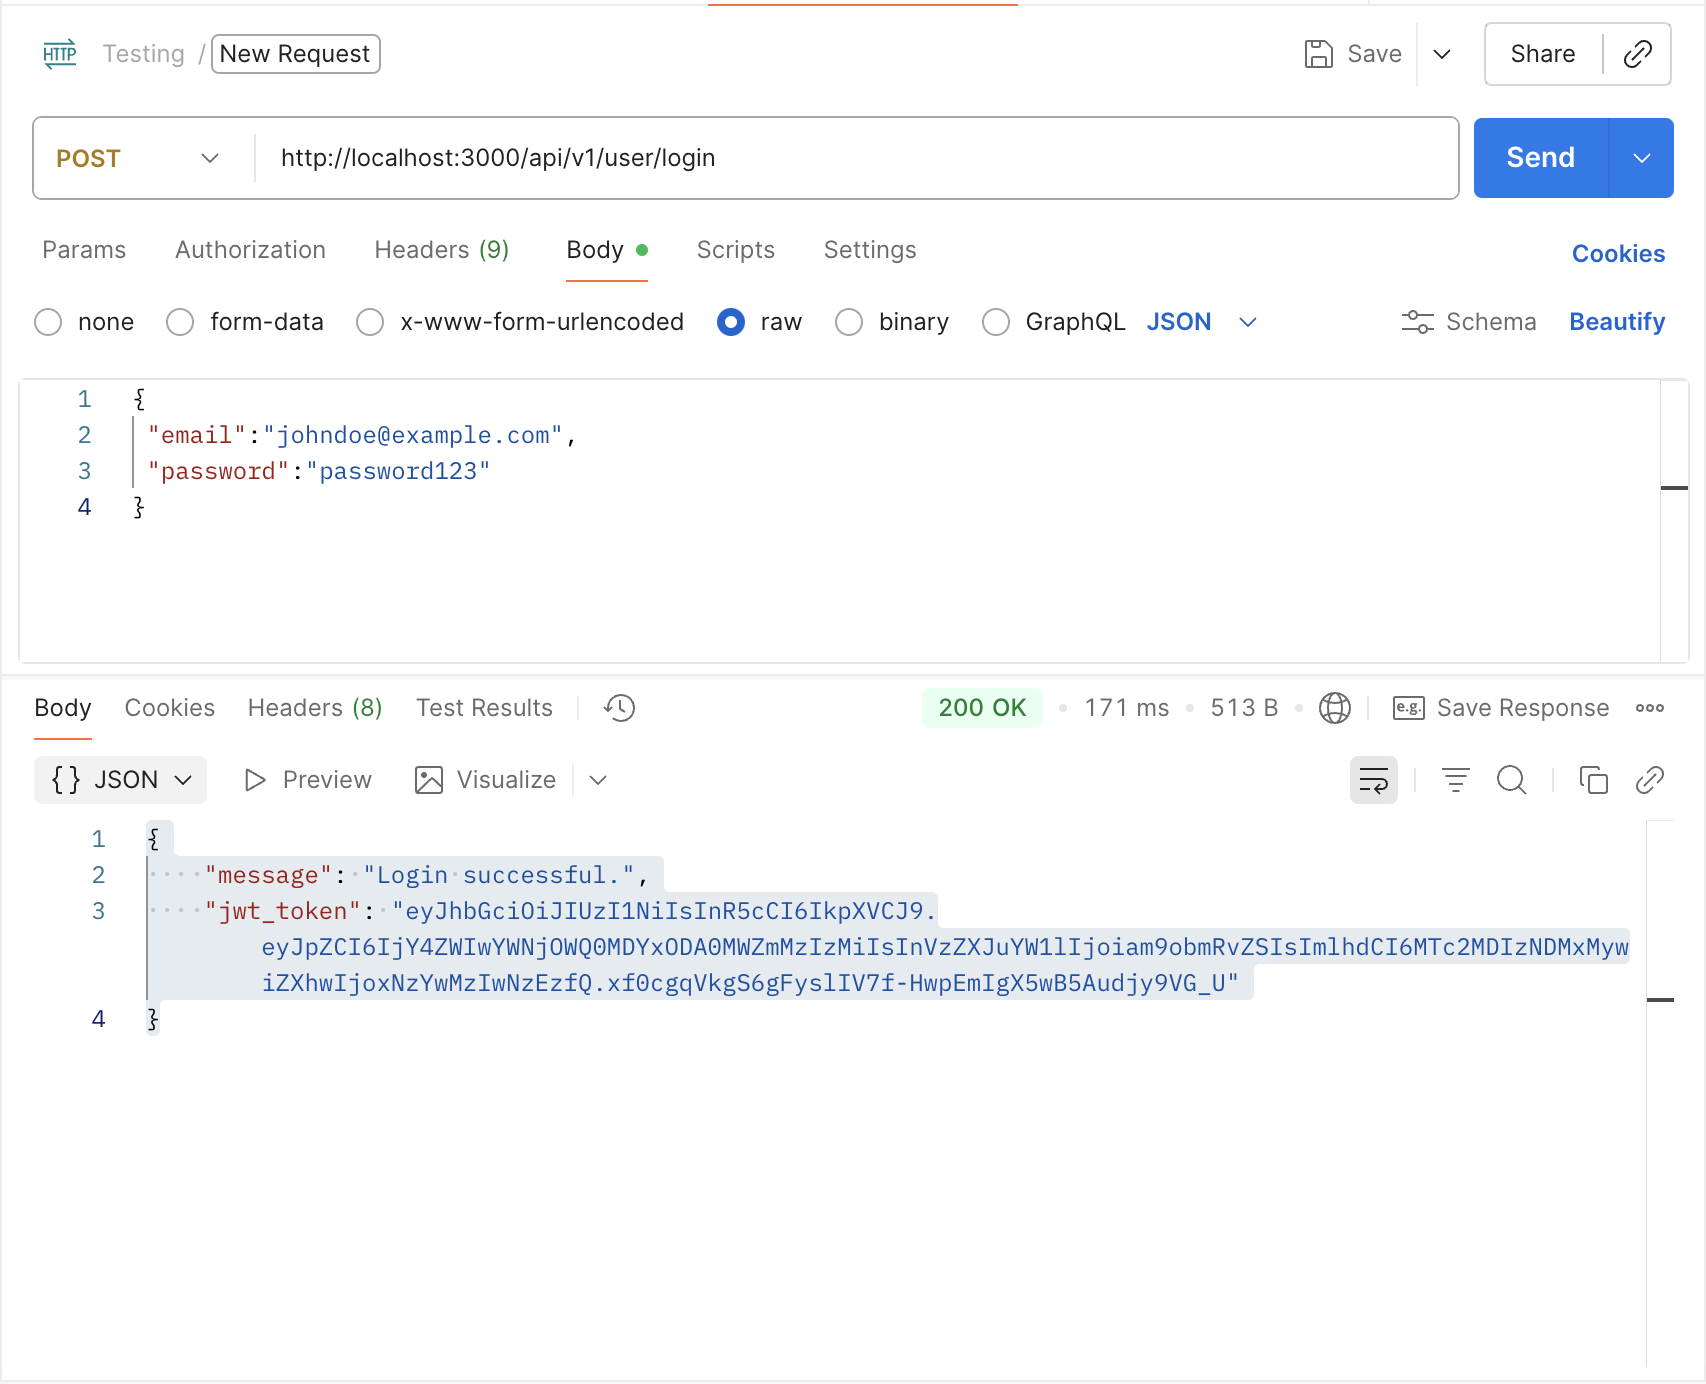 HTTP Testing / New Request Save Share
POST http://localhost:3000/api/v1/user/login Send
Params Authorization Headers (9) Body Scripts Settings Cookies
none form-data x-www-form-urlencoded raw binary GraphQL JSON Schema Beautify
1 {
2 "email":"johndoe@example.com",
3 "password":"password123"
4 }
Body Cookies Headers (8) Test Results 200 OK • 171 ms • 513 B • e.g. Save Response
{} JSON Preview Visualize
1 {
2 "message": "Login successful.",
3 "jwt_token": "eyJhbGciOiJIUzI1NiIsInR5cCI6IkpXVCJ9.
eyJpZCI6IjY4ZWIwYWNjOWQ0MDYxODA0MWZmMzIzMiIsInVzZXJuYW1lIjoiam9obmRvZSIsImlhdCI6MTc2MDIzNDMxMyw
iZXhwIjoxNzYwMzIwNzEzfQ.xf0cgqVkgS6gFyslIV7f-HwpEmIgX5wB5Audjy9VG_U"
4 }